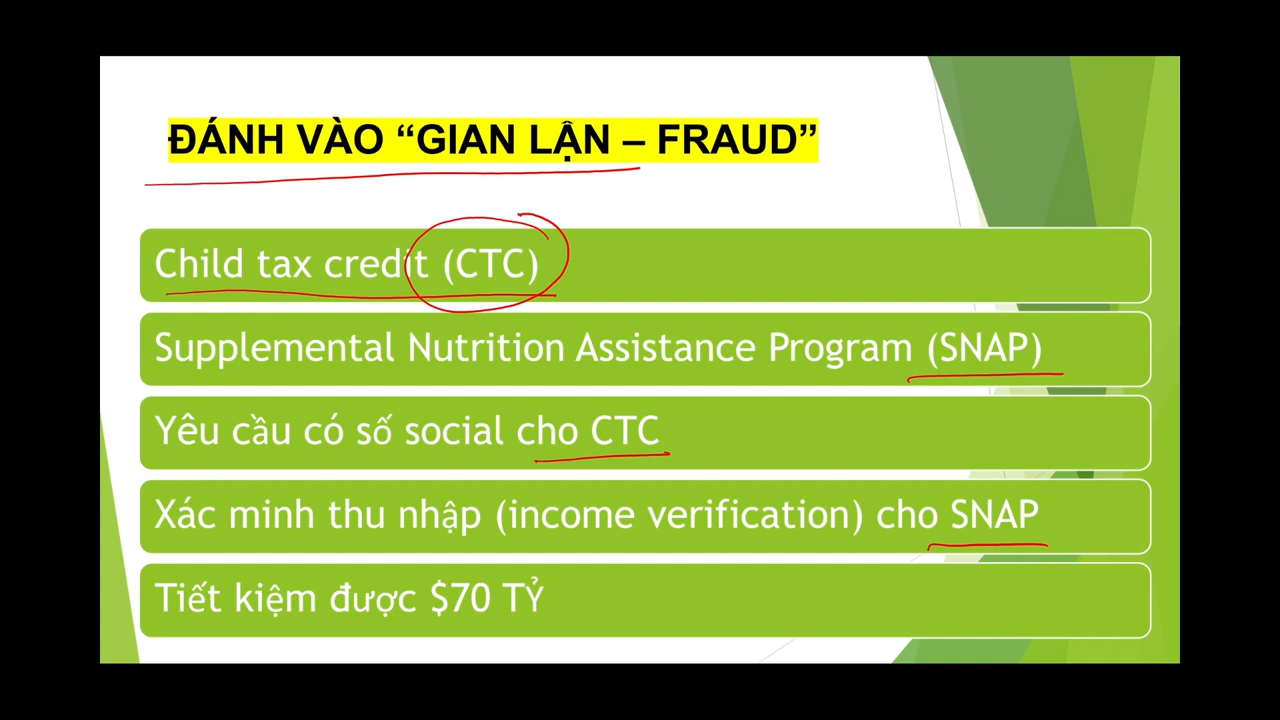 ĐÁNH VÀO “GIAN LẬN – FRAUD”
Child tax credit (CTC)
Supplemental Nutrition Assistance Program (SNAP)
Yêu cầu có số social cho CTC
Xác minh thu nhập (income verification) cho SNAP
Tiết kiệm được $70 TỶ